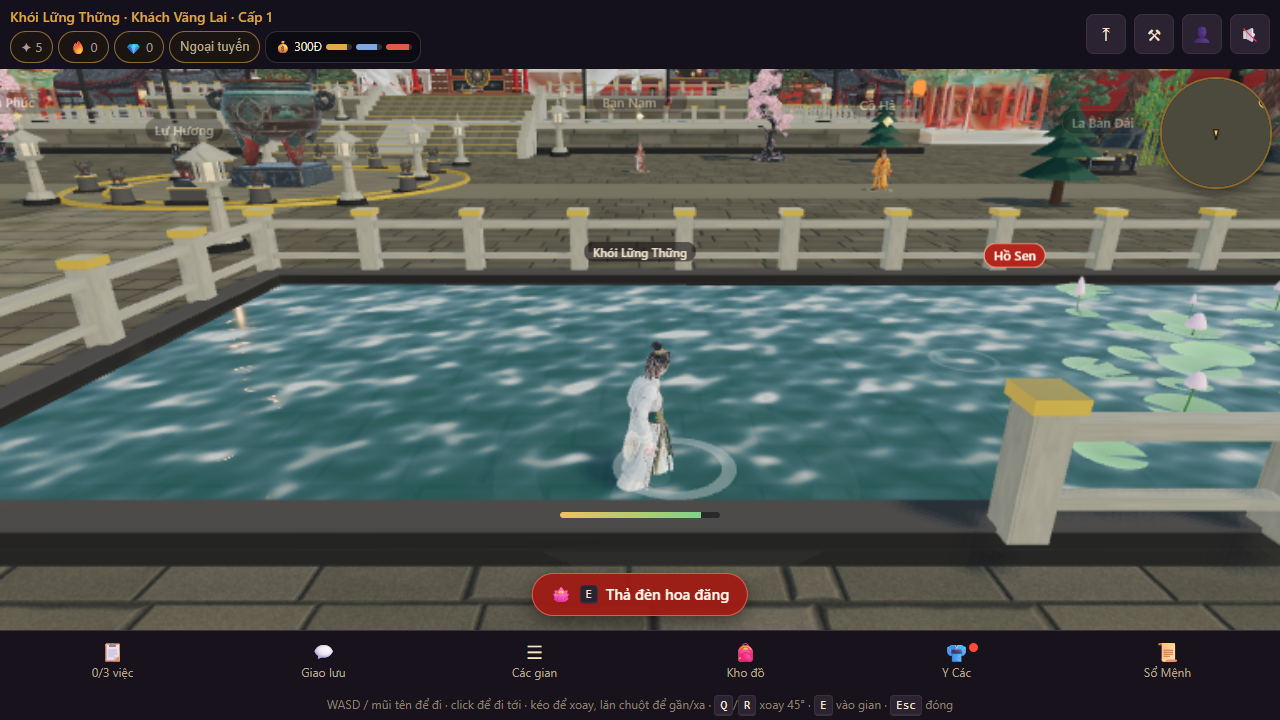 Khói Lững Thững · Khách Vãng Lai · Cấp 1
5
0
0
Ngoại tuyến
300Đ
Phúc
Lư Hương
Ban Nam
Cô Hà
La Bàn Đài
Khói Lững Thững
Hồ Sen
E Thả đèn hoa đăng
0/3 việc
Giao lưu
Các gian
Kho đồ
Y Các
Sổ Mệnh
WASD / mũi tên để đi · click để đi tới · kéo để xoay, lăn chuột để gần/xa · Q/R xoay 45° · E vào gian · Esc đóng